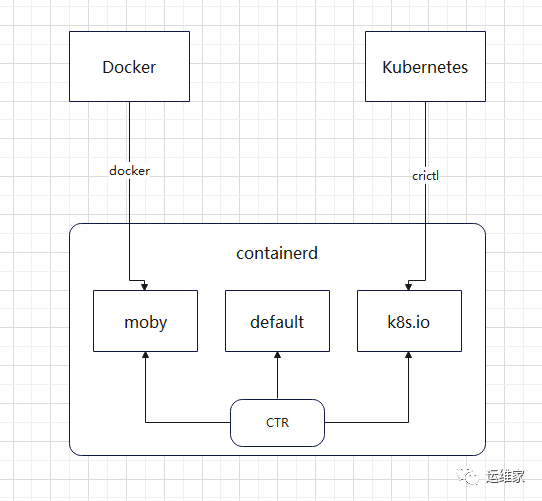 Docker
Kubernetes
docker
crictl
containerd
moby
default
k8s.io
CTR
运维家